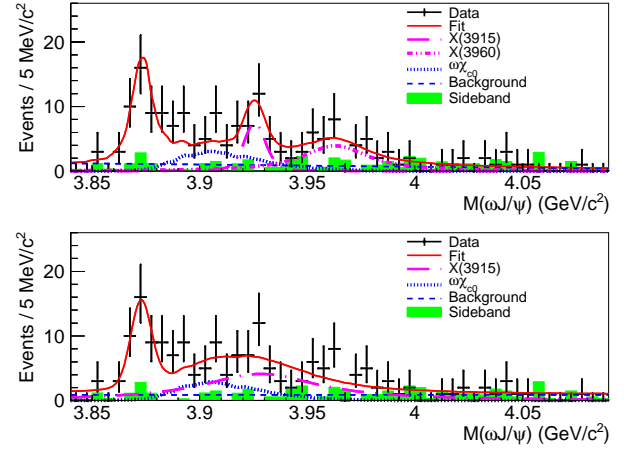 Events / 5 MeV/c²
20
10
0
Data
Fit
X(3915)
X(3960)
ωχc0
Background
Sideband
3.85
3.9
3.95
4
4.05
M(ωJ/ψ) (GeV/c²)
Events / 5 MeV/c²
20
10
0
Data
Fit
X(3915)
ωχc0
Background
Sideband
3.85
3.9
3.95
4
4.05
M(ωJ/ψ) (GeV/c²)